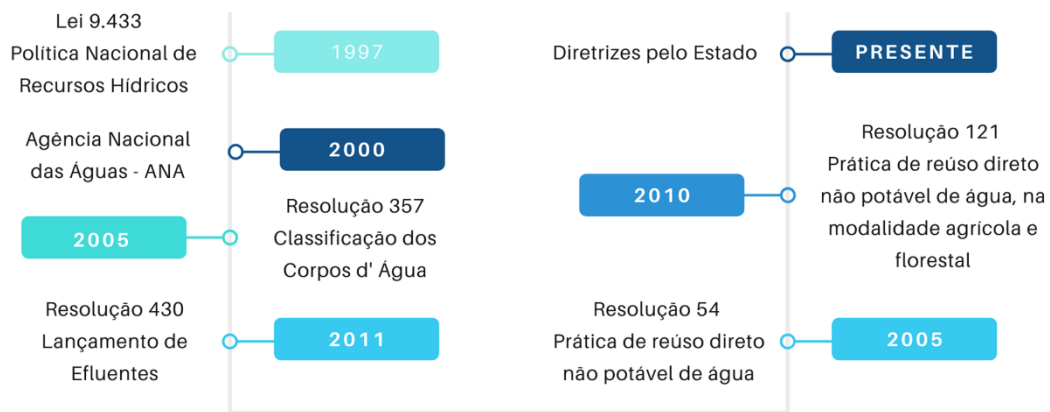 Lei 9.433
Política Nacional de
Recursos Hídricos
1997
Agência Nacional
das Águas - ANA
2000
2005
Resolução 357
Classificação dos
Corpos d' Água
Resolução 430
Lançamento de
Efluentes
2011
Diretrizes pelo Estado
PRESENTE
2010
Resolução 121
Prática de reúso direto
não potável de água, na
modalidade agrícola e
florestal
Resolução 54
Prática de reúso direto
não potável de água
2005